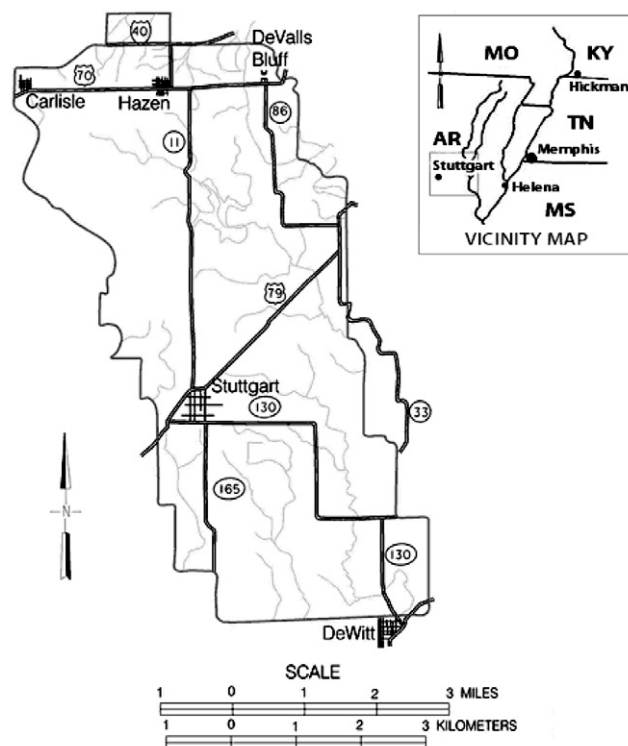 40
DeValls
Bluff
70
Carlisle
Hazen
11
86
79
Stuttgart
130
33
165
130
DeWitt
N
MO
KY
Hickman
TN
AR
Stuttgart
Memphis
Helena
MS
VICINITY MAP
SCALE
1 0 1 2 3 MILES
1 0 1 2 3 KILOMETERS